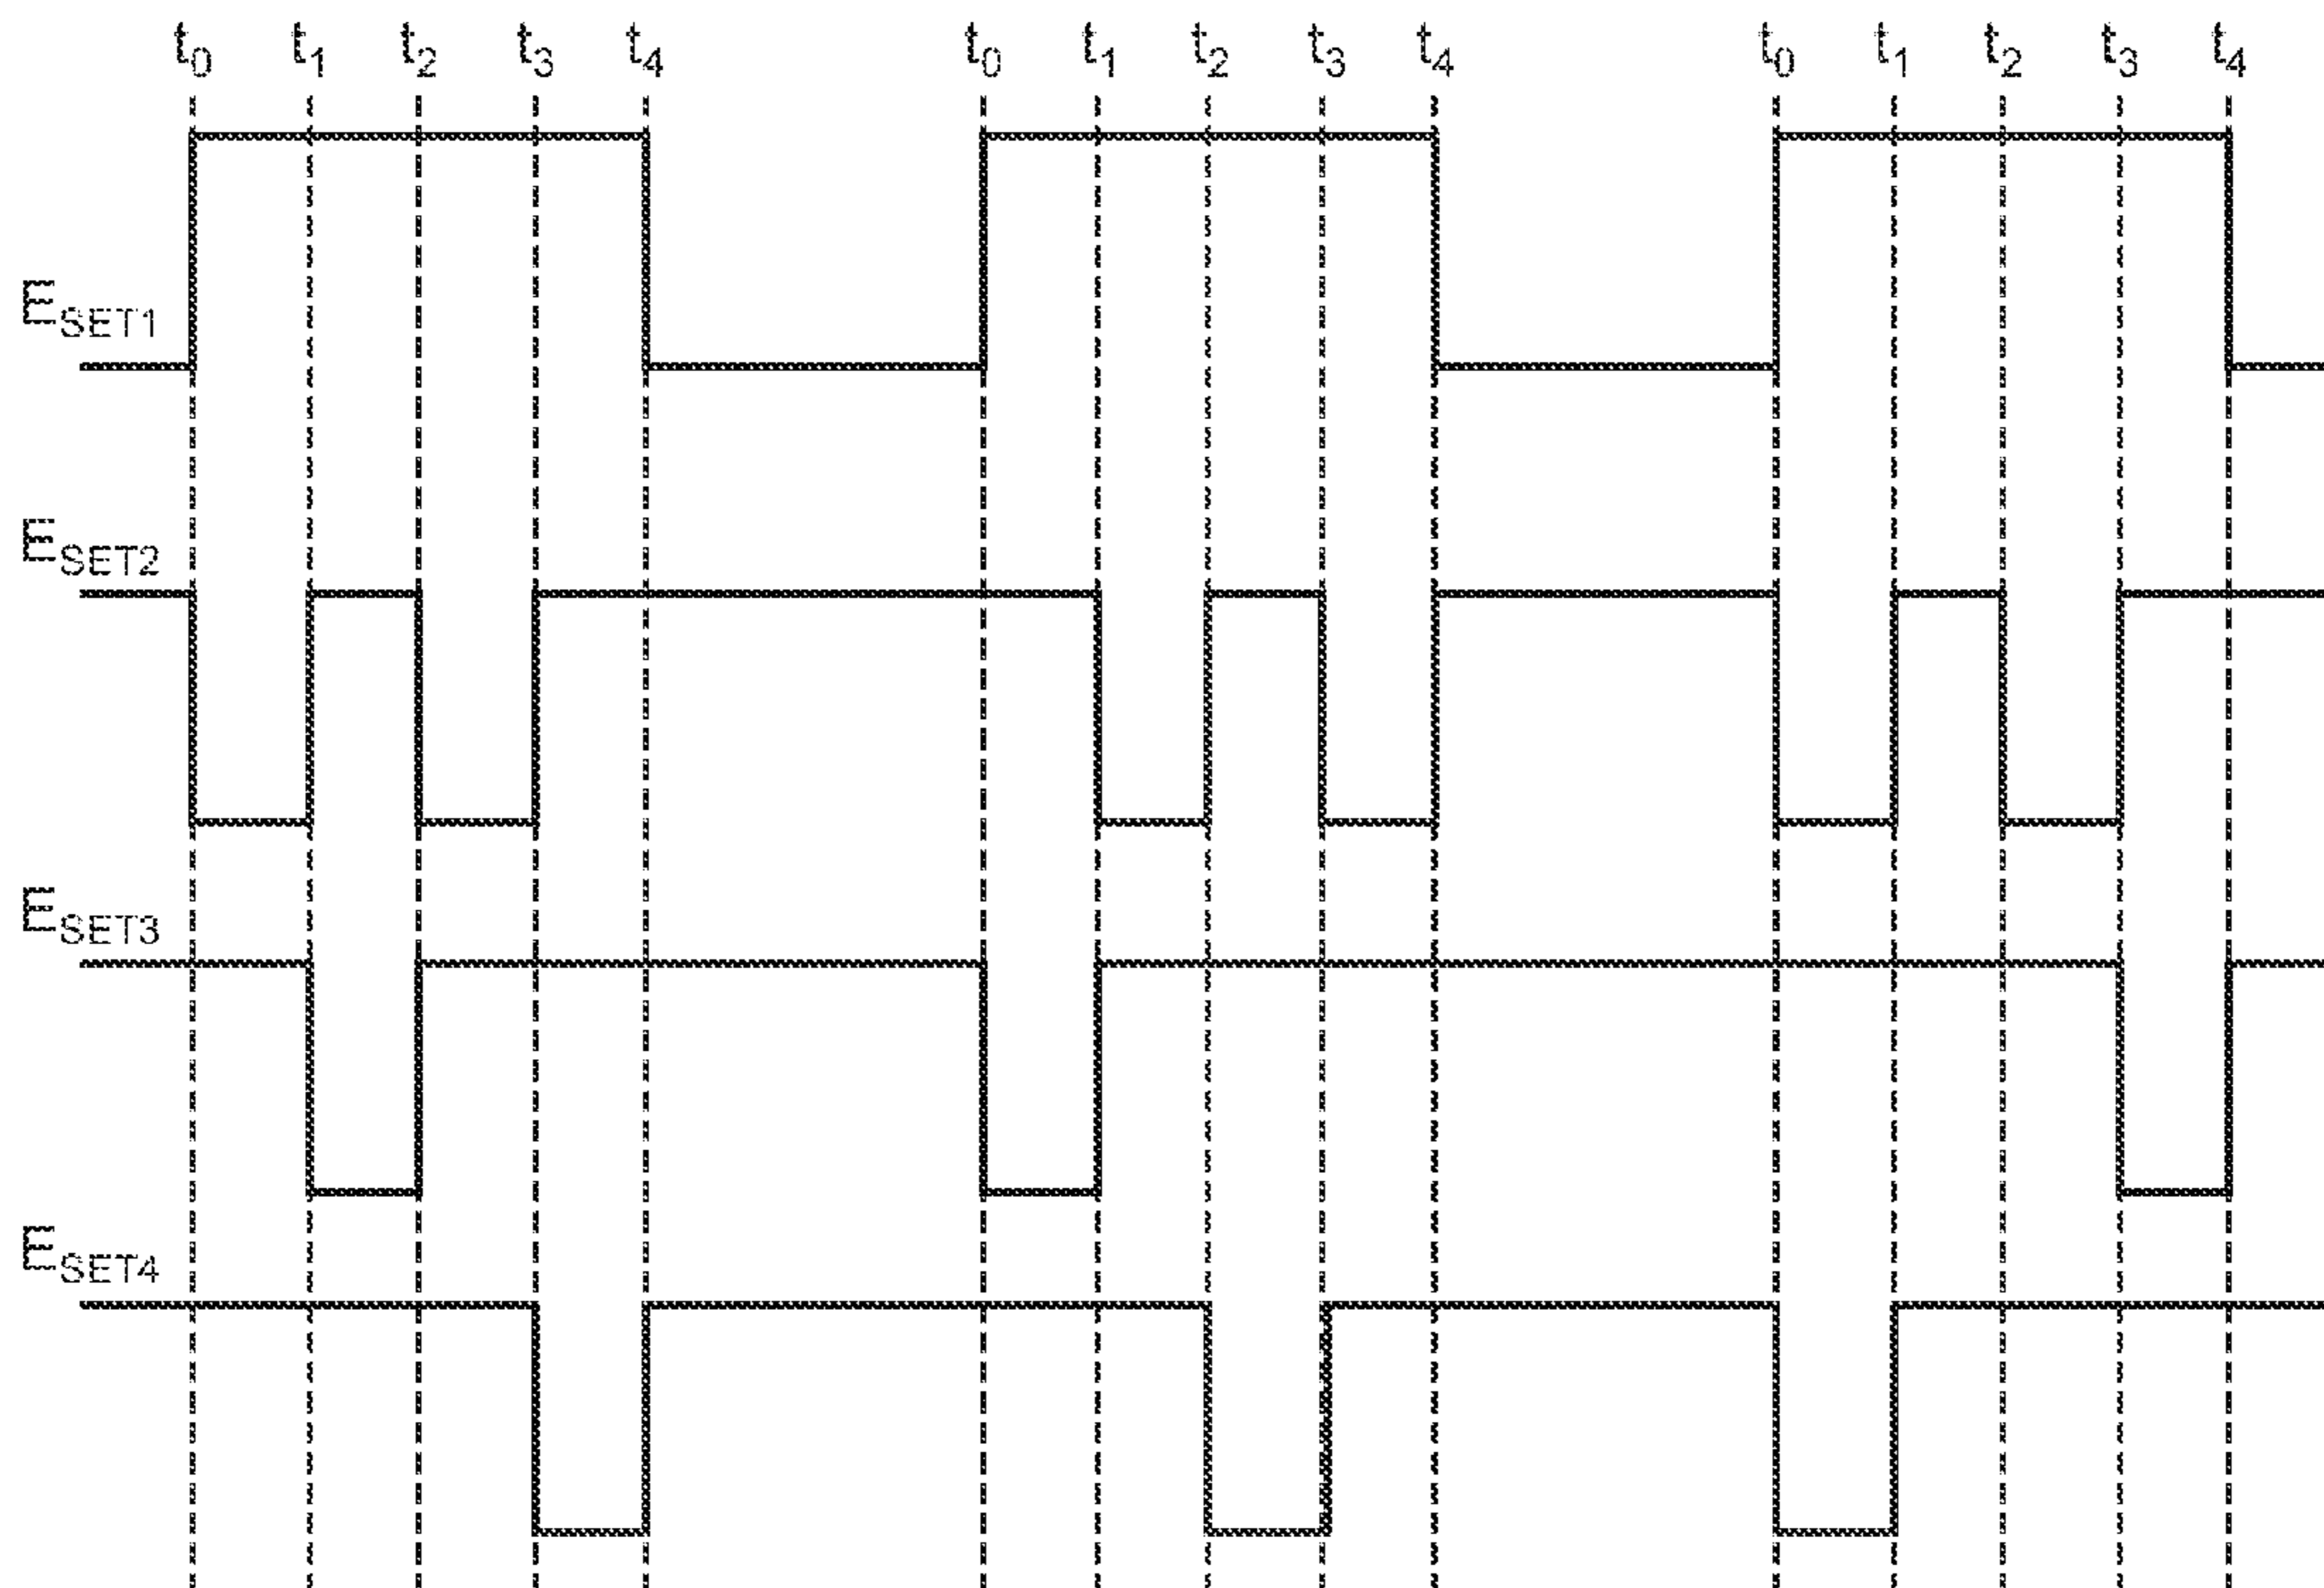 t0 t1 t2 t3 t4 t0 t1 t2 t3 t4 t0 t1 t2 t3 t4
ESET1
ESET2
ESET3
ESET4